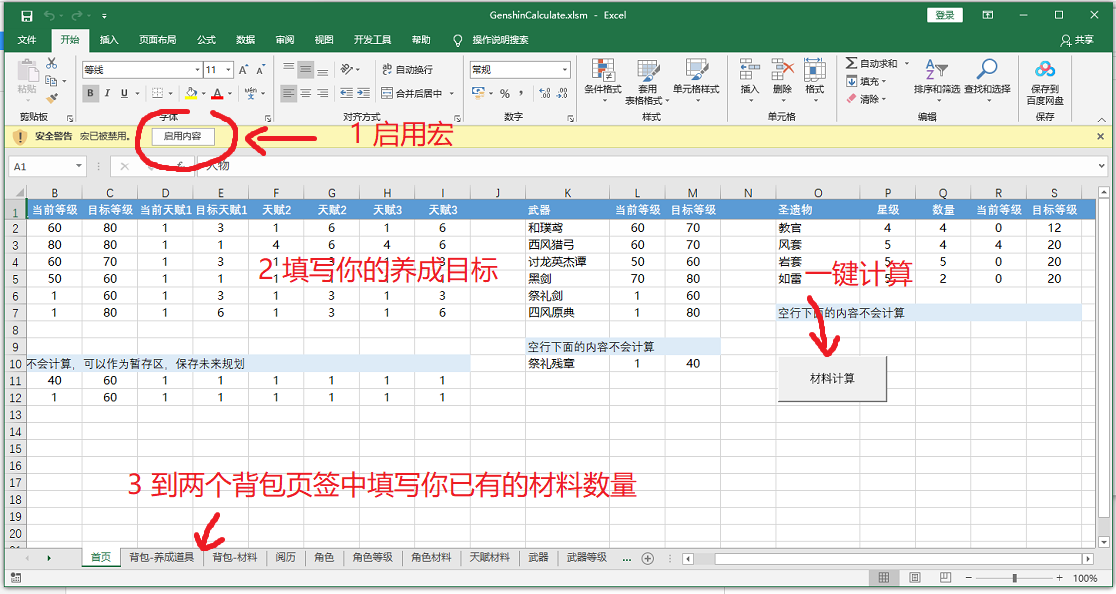 GenshinCalculate.xlsm - Excel
登录
文件 开始 插入 页面布局 公式 数据 审阅 视图 开发工具 帮助 操作说明搜索 共享
粘贴 等线 11 A A 自动换行 常规 条件格式 套用 单元格样式 插入 删除 格式 自动求和 排序和筛选 查找和选择 保存到
B I U A 合并后居中 % , 表格格式 填充 清除 百度网盘
剪贴板 字体 对齐方式 数字 样式 单元格 编辑 保存
安全警告 宏已被禁用。 启用内容 1 启用宏
A1
B C D E F G H I J K L M N O P Q R S
1 当前等级 目标等级 当前天赋1 目标天赋1 天赋2 天赋2 天赋3 天赋3 武器 当前等级 目标等级 圣遗物 星级 数量 当前等级 目标等级
2 60 80 1 3 1 6 1 6 和璞鸢 60 70 教官 4 4 0 12
3 80 80 1 1 4 6 4 6 西风猎弓 60 70 风套 5 4 4 20
4 60 70 1 3 1 讨龙英杰谭 50 60 岩套 5 5 0 20
2 填写你的养成目标
一键计算
5 50 60 1 1 黑剑 70 80 如雷 2 0 20
6 1 60 1 3 1 3 1 3 祭礼剑 1 60
7 1 80 1 6 1 3 1 6 四风原典 1 80 空行下面的内容不会计算
8
9 空行下面的内容不会计算
10 不会计算，可以作为暂存区，保存未来规划 祭礼残章 1 40
材料计算
11 40 60 1 1 1 1 1 1
12 1 60 1 1 1 1 1 1
13
14
15
16
3 到两个背包页签中填写你已有的材料数量
17
18
19
20
首页 背包-养成道具 背包-材料 阅历 角色 角色等级 角色材料 天赋材料 武器 武器等级 ...
100%